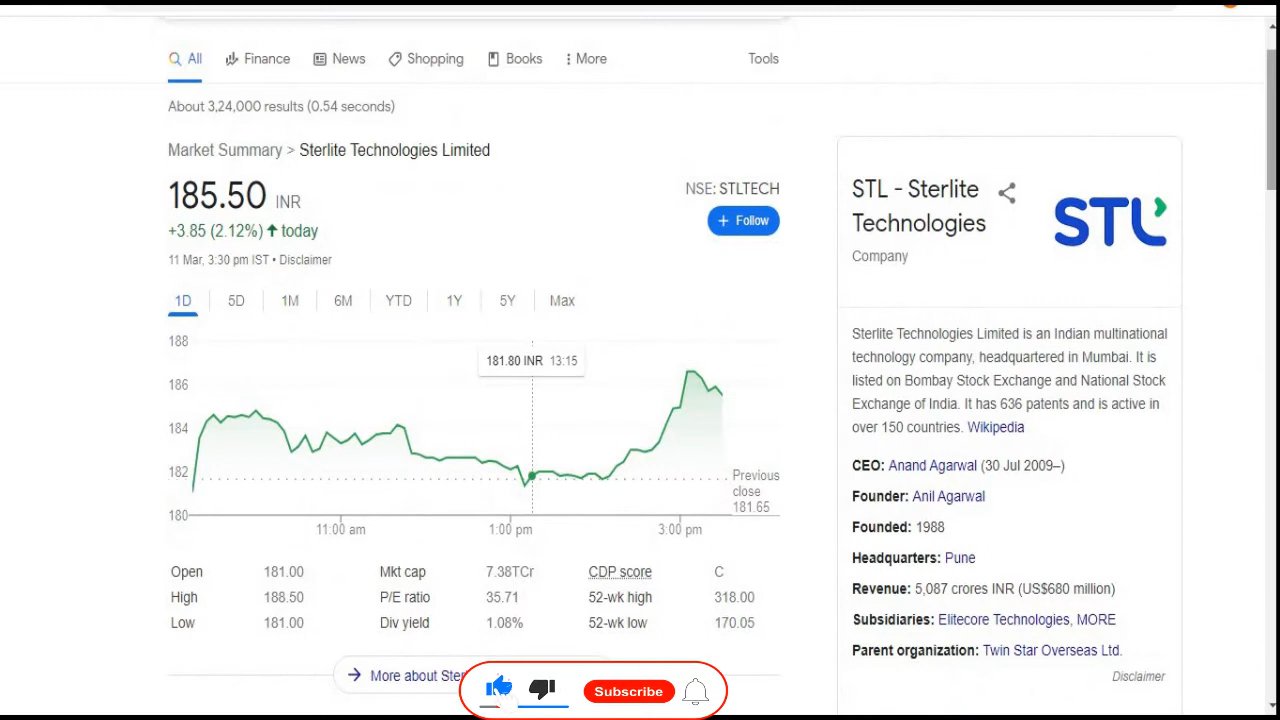 All Finance News Shopping Books More Tools
About 3,24,000 results (0.54 seconds)
Market Summary > Sterlite Technologies Limited
185.50 INR
+3.85 (2.12%) today
11 Mar, 3:30 pm IST • Disclaimer
NSE: STLTECH
+ Follow
1D 5D 1M 6M YTD 1Y 5Y Max
188
186
184
182
180
181.80 INR 13:15
Previous
close
181.65
11:00 am 1:00 pm 3:00 pm
Open 181.00 Mkt cap 7.38TCr CDP score C
High 188.50 P/E ratio 35.71 52-wk high 318.00
Low 181.00 Div yield 1.08% 52-wk low 170.05
More about
Subscribe
STL - Sterlite
Technologies
Company
STL
Sterlite Technologies Limited is an Indian multinational
technology company, headquartered in Mumbai. It is
listed on Bombay Stock Exchange and National Stock
Exchange of India. It has 636 patents and is active in
over 150 countries. Wikipedia
CEO: Anand Agarwal (30 Jul 2009–)
Founder: Anil Agarwal
Founded: 1988
Headquarters: Pune
Revenue: 5,087 crores INR (US$680 million)
Subsidiaries: Elitecore Technologies, MORE
Parent organization: Twin Star Overseas Ltd.
Disclaimer